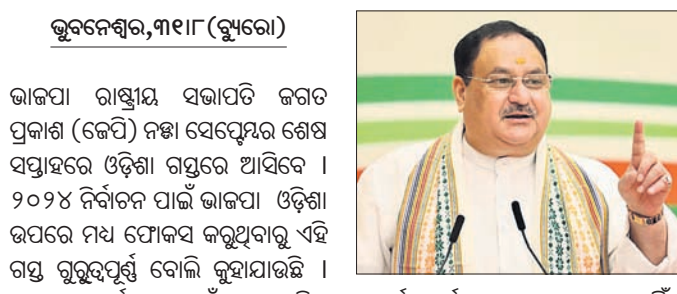 ଭୁବନେଶ୍ୱର,୩୧।୮(ବ୍ୟୁରୋ)
ଭାଜପା ରାଷ୍ଟ୍ରୀୟ ସଭାପତି ଜଗତ
ପ୍ରକାଶ (ଜେପି) ନଡ୍ଡା ସେପ୍ଟେମ୍ବର ଶେଷ
ସପ୍ତାହରେ ଓଡ଼ିଶା ଗସ୍ତରେ ଆସିବେ ।
୨୦୨୪ ନିର୍ବାଚନ ପାଇଁ ଭାଜପା ଓଡ଼ିଶା
ଉପରେ ମଧ୍ୟ ଫୋକସ କରୁଥିବାରୁ ଏହି
ଗସ୍ତ ଗୁରୁତ୍ୱପୂର୍ଣ୍ଣ ବୋଲି କୁହାଯାଉଛି ।